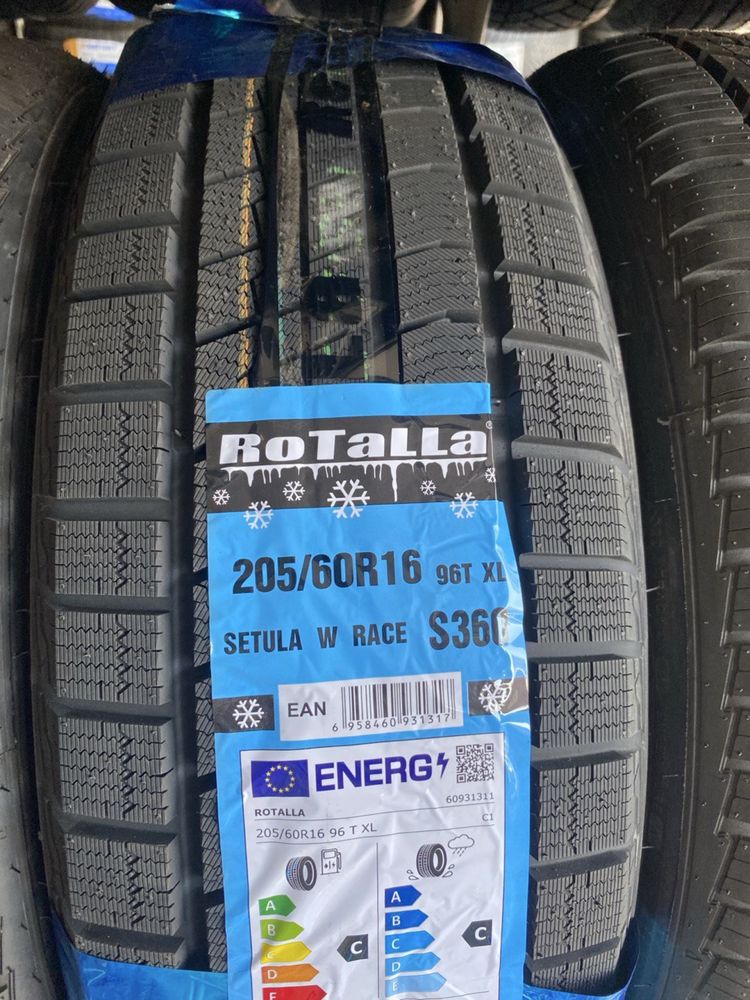 RoTaLLa®
205/60R16 96T XL
SETULA W RACE S360
EAN
6 958460 931317
ENERG
ROTALLA
60931311
205/60R16 96 T XL
C1
A
B
C
D
E
C
A
B
C
D
E
C